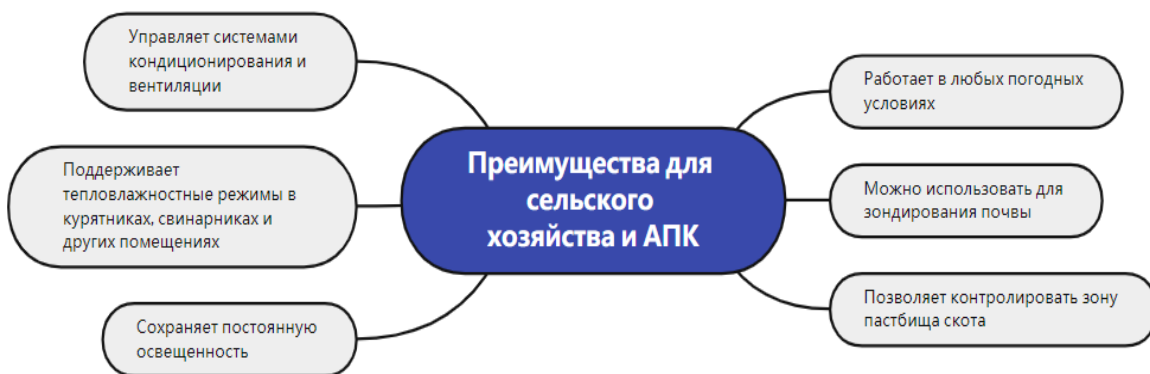 Управляет системами
кондиционирования и
вентиляции
Поддерживает
тепловлажностные режимы в
курятниках, свинарниках и
других помещениях
Сохраняет постоянную
освещенность
Преимущества для
сельского
хозяйства и АПК
Работает в любых погодных
условиях
Можно использовать для
зондирования почвы
Позволяет контролировать зону
пастбища скота